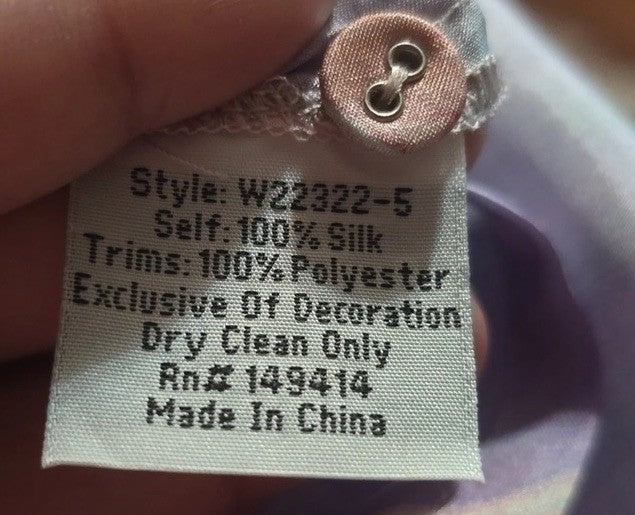 Style: W22322-5
Self: 100% Silk
Trims: 100% Polyester
Exclusive Of Decoration
Dry Clean Only
Rn# 149414
Made In China